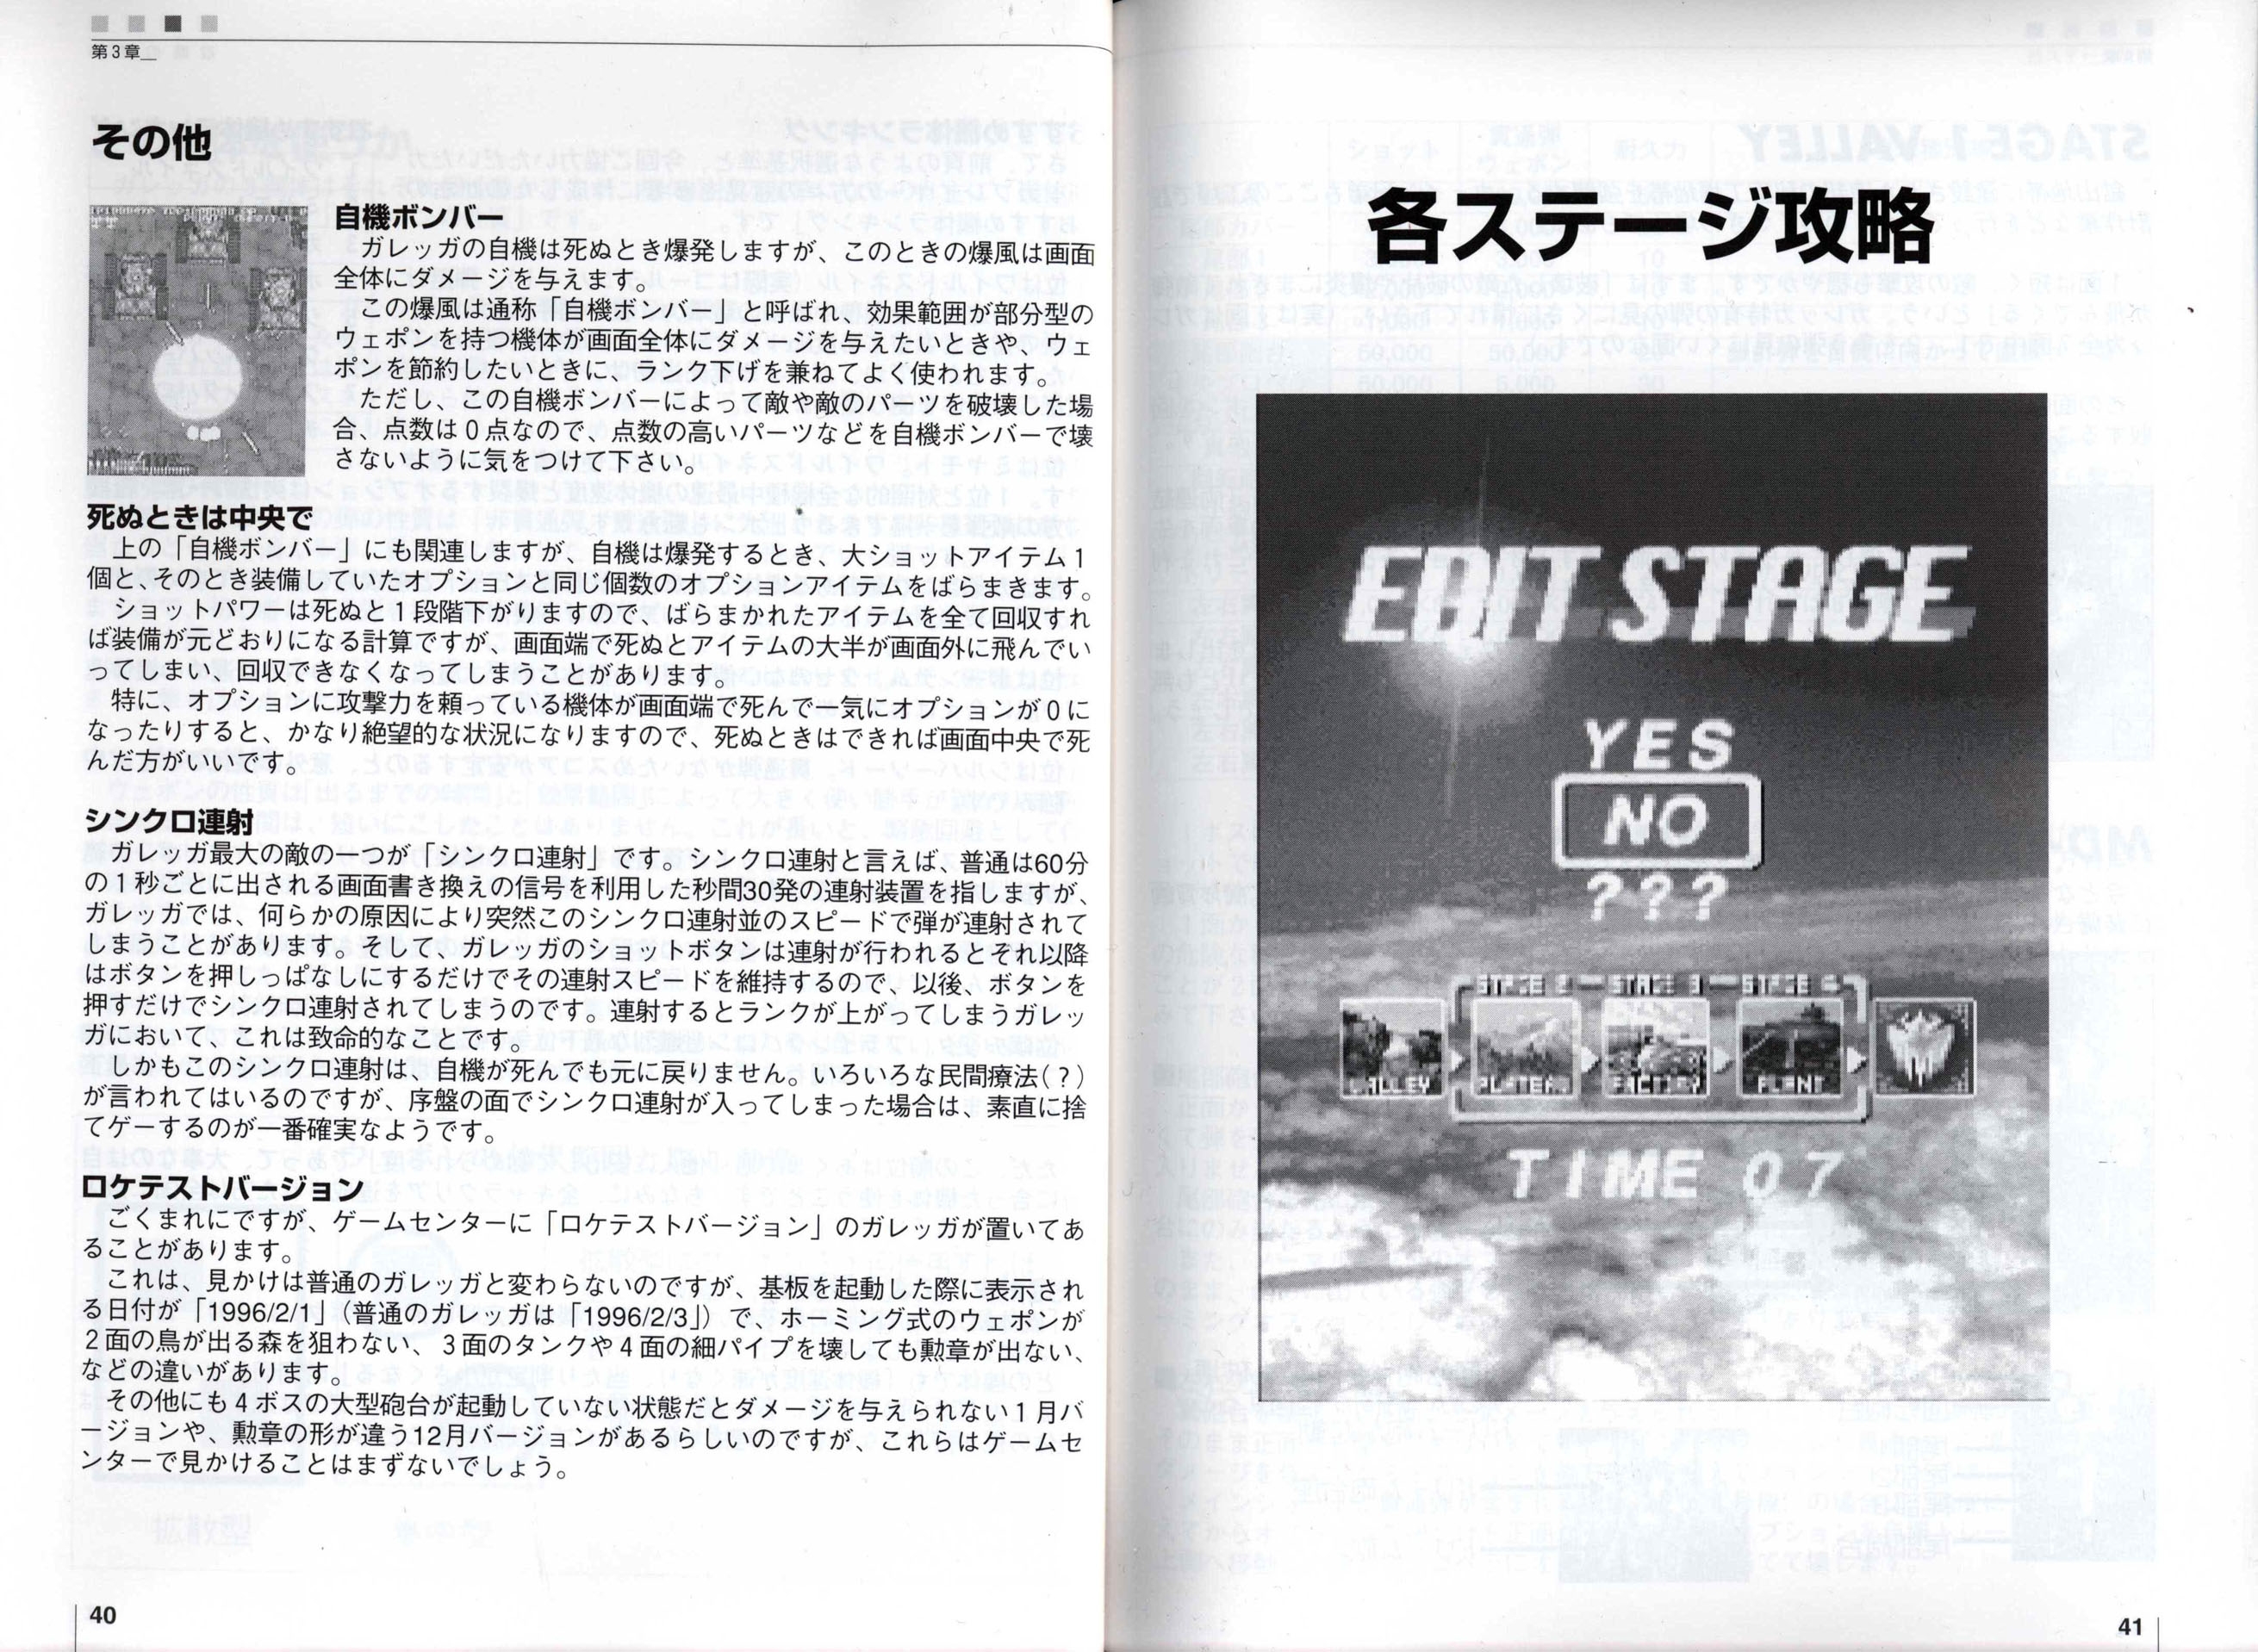 第3章
その他
自機ボンバー
　ガレッガの自機は死ぬとき爆発しますが、このときの爆風は画面
全体にダメージを与えます。
　この爆風は通称「自機ボンバー」と呼ばれ、効果範囲が部分型の
ウェポンを持つ機体が画面全体にダメージを与えたいときや、ウェ
ポンを節約したいときに、ランク下げを兼ねてよく使われます。
　ただし、この自機ボンバーによって敵や敵のパーツを破壊した場
合、点数は０点なので、点数の高いパーツなどを自機ボンバーで壊
さないように気をつけて下さい。
死ぬときは中央で
　上の「自機ボンバー」にも関連しますが、自機は爆発するとき、大ショットアイテム１
個と、そのとき装備していたオプションと同じ個数のオプションアイテムをばらまきます。
　ショットパワーは死ぬと１段階下がりますので、ばらまかれたアイテムを全て回収すれ
ば装備が元どおりになる計算ですが、画面端で死ぬとアイテムの大半が画面外に飛んでい
ってしまい、回収できなくなってしまうことがあります。
　特に、オプションに攻撃力を頼っている機体が画面端で死んで一気にオプションが０に
なったりすると、かなり絶望的な状況になりますので、死ぬときはできれば画面中央で死
んだ方がいいです。
シンクロ連射
　ガレッガ最大の敵の一つが「シンクロ連射」です。シンクロ連射と言えば、普通は60分
の１秒ごとに出される画面書き換えの信号を利用した秒間30発の連射装置を指しますが、
ガレッガでは、何らかの原因により突然このシンクロ連射並のスピードで弾が連射されて
しまうことがあります。そして、ガレッガのショットボタンは連射が行われるとそれ以降
はボタンを押しっぱなしにするだけでその連射スピードを維持するので、以後、ボタンを
押すだけでシンクロ連射されてしまうのです。連射するとランクが上がってしまうガレッ
ガにおいて、これは致命的なことです。
　しかもこのシンクロ連射は、自機が死んでも元に戻りません。いろいろな民間療法（？）
が言われてはいるのですが、序盤の面でシンクロ連射が入ってしまった場合は、素直に捨
てゲーするのが一番確実なようです。
ロケテストバージョン
　ごくまれにですが、ゲームセンターに「ロケテストバージョン」のガレッガが置いてあ
ることがあります。
　これは、見かけは普通のガレッガと変わらないのですが、基板を起動した際に表示され
る日付が「1996/2/1」（普通のガレッガは「1996/2/3」）で、ホーミング式のウェポンが
２面の鳥が出る森を狙わない、３面のタンクや４面の細パイプを壊しても勲章が出ない、
などの違いがあります。
　その他にも４ボスの大型砲台が起動していない状態だとダメージを与えられない１月バ
ージョンや、勲章の形が違う12月バージョンがあるらしいのですが、これらはゲームセ
ンターで見かけることはまずないでしょう。
40
各ステージ攻略
EDIT STAGE
YES
NO
???
STAGE 2 STAGE 3 STAGE 4
VALLEY PLATEAU FACTORY PLANT
TIME 07
41